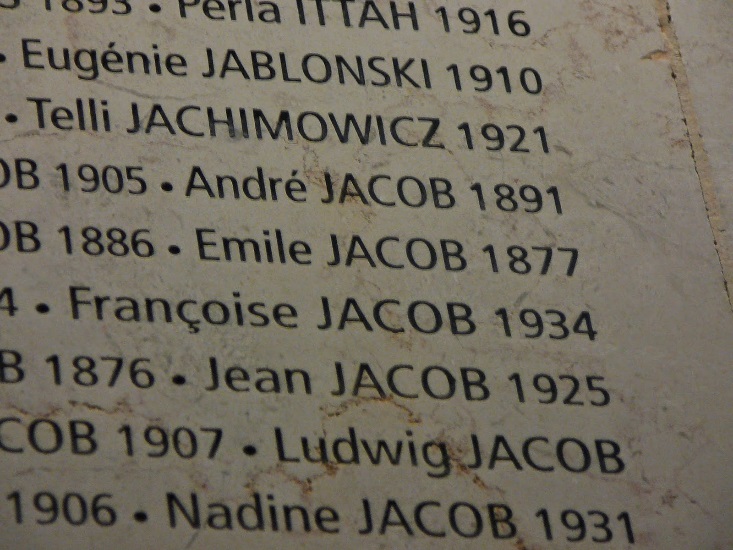 1893 • Perla ITTAH 1916
• Eugénie JABLONSKI 1910
• Telli JACHIMOWICZ 1921
OB 1905 • André JACOB 1891
OB 1886 • Emile JACOB 1877
4 • Françoise JACOB 1934
B 1876 • Jean JACOB 1925
COB 1907 • Ludwig JACOB
1906 • Nadine JACOB 1931